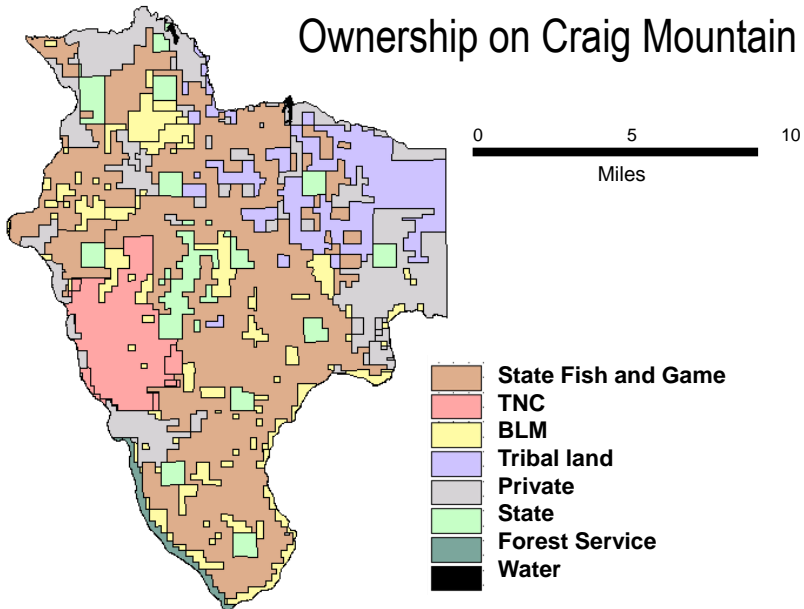 Ownership on Craig Mountain
0 5 10
Miles
State Fish and Game
TNC
BLM
Tribal land
Private
State
Forest Service
Water